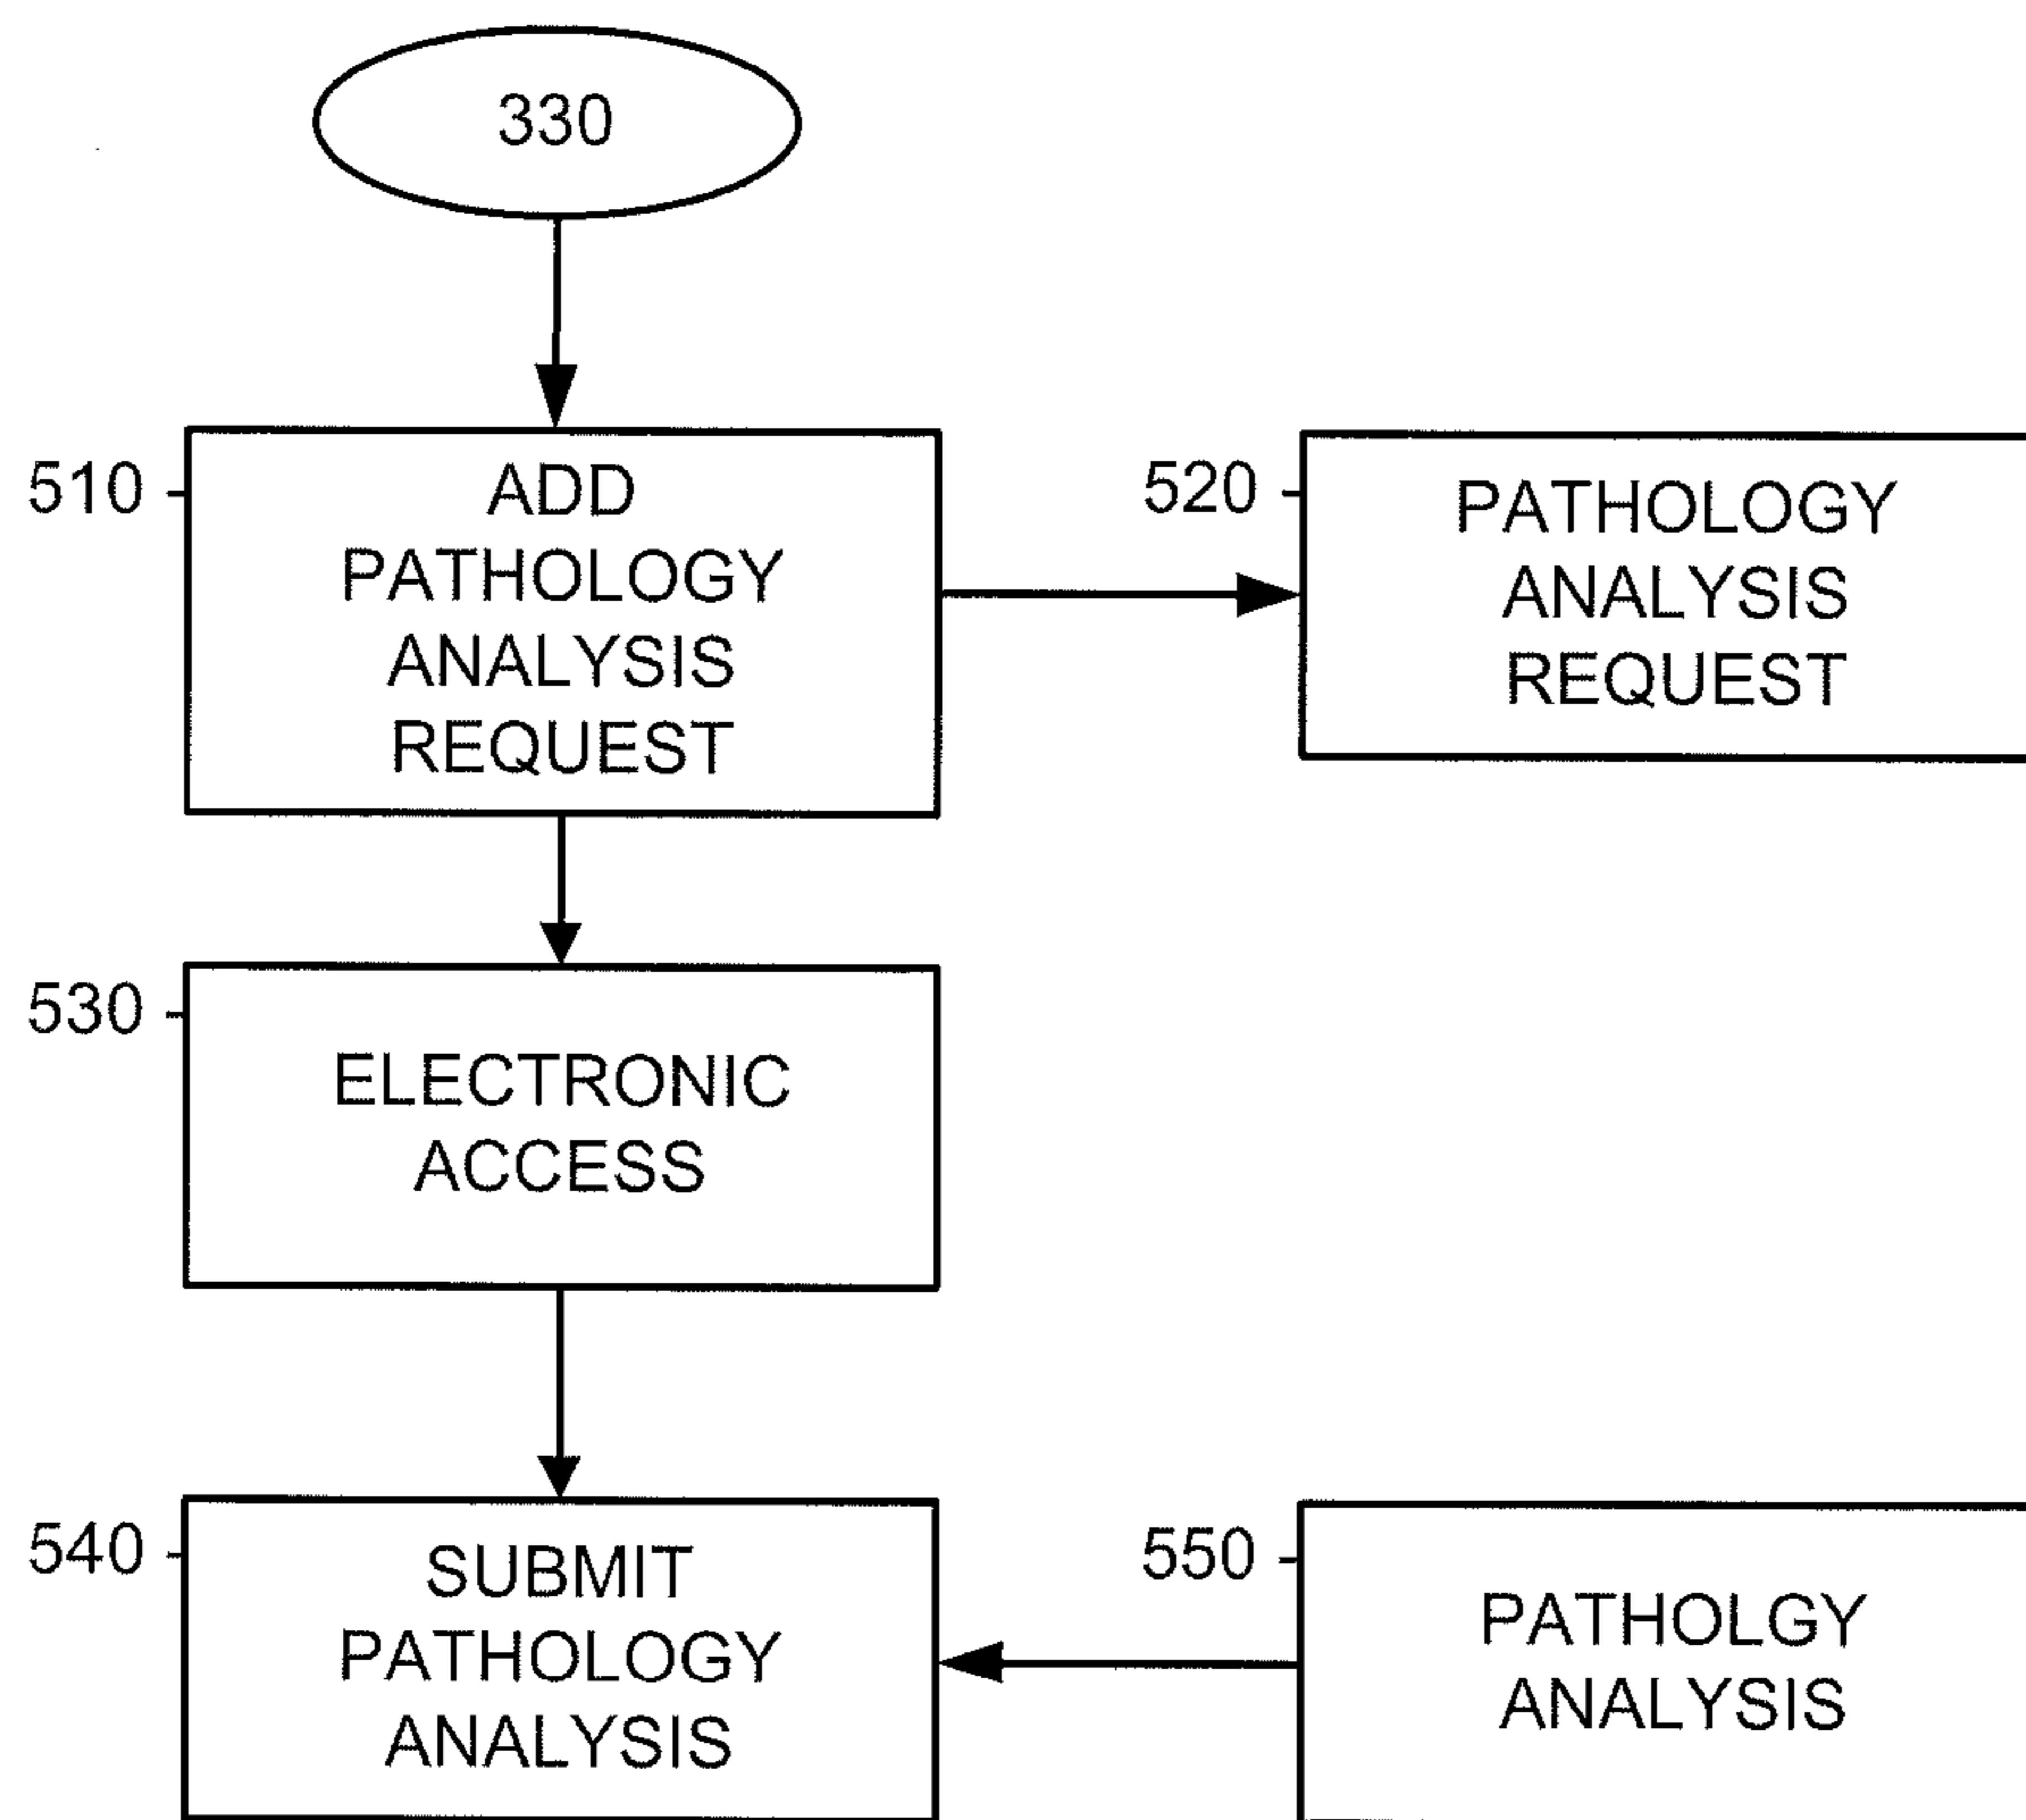 330
510
ADD
PATHOLOGY
ANALYSIS
REQUEST
520
PATHOLOGY
ANALYSIS
REQUEST
530
ELECTRONIC
ACCESS
540
SUBMIT
PATHOLOGY
ANALYSIS
550
PATHOLGY
ANALYSIS